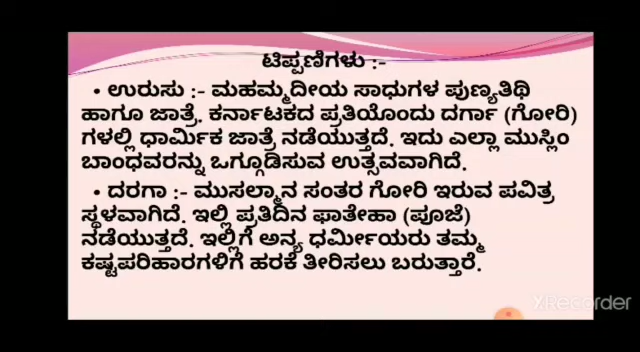 ಟಿಪ್ಪಣಿಗಳು :-
• ಉರುಸು :- ಮಹಮ್ಮದೀಯ ಸಾಧುಗಳ ಪುಣ್ಯತಿಥಿ
ಹಾಗೂ ಜಾತ್ರೆ. ಕರ್ನಾಟಕದ ಪ್ರತಿಯೊಂದು ದರ್ಗಾ (ಗೋರಿ)
ಗಳಲ್ಲಿ ಧಾರ್ಮಿಕ ಜಾತ್ರೆ ನಡೆಯುತ್ತದೆ. ಇದು ಎಲ್ಲಾ ಮುಸ್ಲಿಂ
ಬಾಂಧವರನ್ನು ಒಗ್ಗೂಡಿಸುವ ಉತ್ಸವವಾಗಿದೆ.
• ದರಗಾ :- ಮುಸಲ್ಮಾನ ಸಂತರ ಗೋರಿ ಇರುವ ಪವಿತ್ರ
ಸ್ಥಳವಾಗಿದೆ. ಇಲ್ಲಿ ಪ್ರತಿದಿನ ಫಾತೇಹಾ (ಪೂಜೆ)
ನಡೆಯುತ್ತದೆ. ಇಲ್ಲಿಗೆ ಅನ್ಯ ಧರ್ಮೀಯರು ತಮ್ಮ
ಕಷ್ಟಪರಿಹಾರಗಳಿಗೆ ಹರಕೆ ತೀರಿಸಲು ಬರುತ್ತಾರೆ.
XRecorder